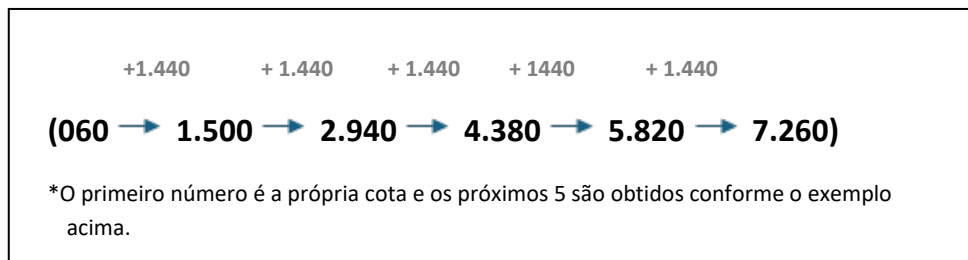 +1.440 + 1.440 + 1.440 + 1440 + 1.440
(060 → 1.500 → 2.940 → 4.380 → 5.820 → 7.260)
*O primeiro número é a própria cota e os próximos 5 são obtidos conforme o exemplo
acima.